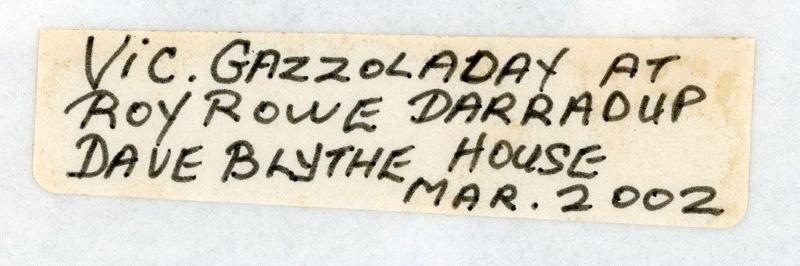 VIC. GAZZOLADAY AT
ROY ROWE DARRADUP
DAVE BLYTHE HOUSE
MAR. 2002